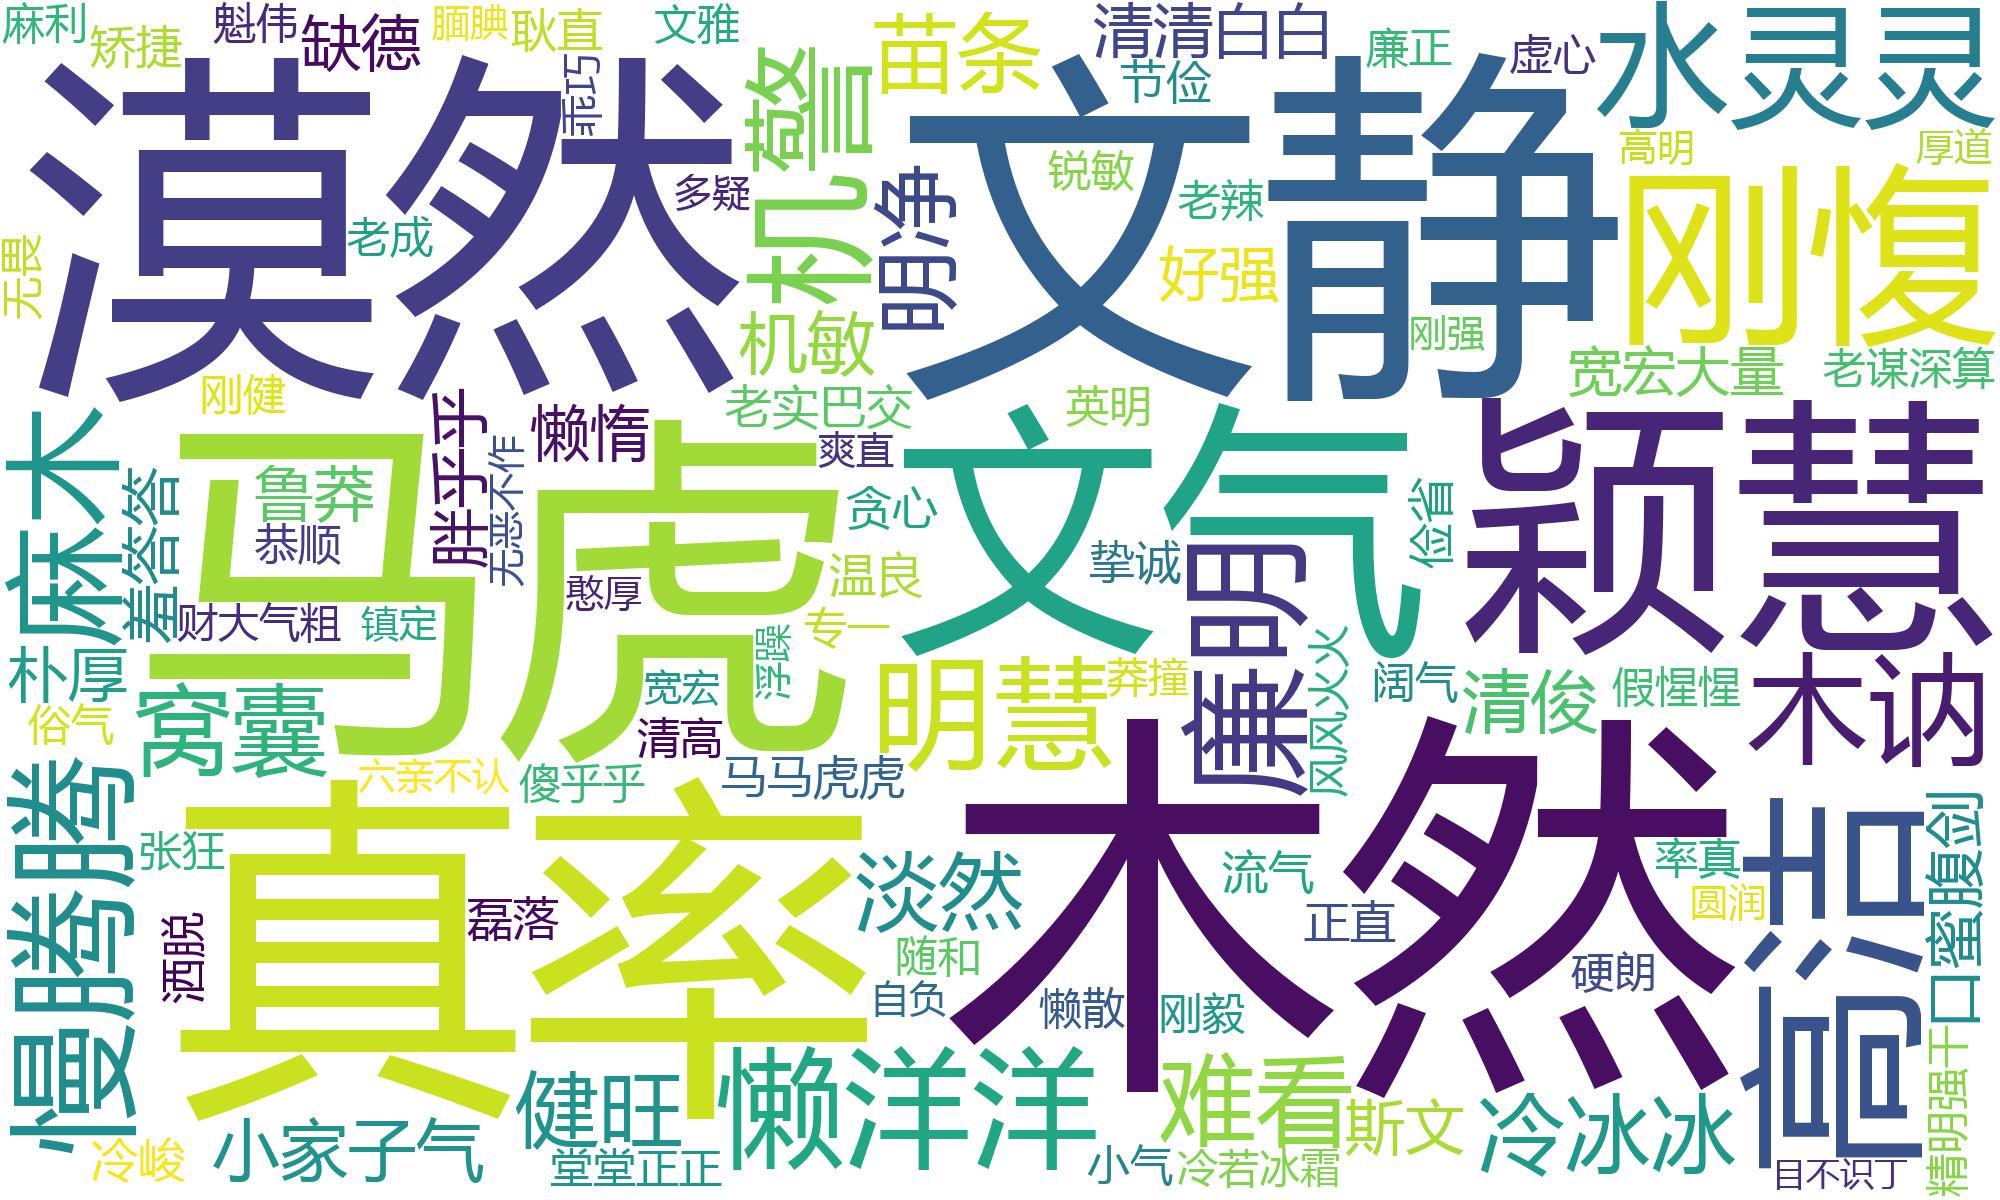 麻利
矫捷
魁伟
缺德
腼腆
耿直
文雅
苗条
清清白白
廉正
虚心
水灵灵
漠然
乖巧
机警
文静
节俭
高明
厚道
多疑
明净
锐敏
老辣
刚愎
无畏
老成
好强
机敏
刚强
宽宏大量
老谋深算
刚健
胖乎乎
懒惰
老实巴交
英明
麻木
羞答答
鲁莽
马虎
无恶不作
爽直
文气
颖慧
恭顺
贪心
俭省
挚诚
廉明
憨厚
温良
财大气粗
镇定
专一
浮躁
朴厚
窝囊
宽宏
明慧
莽撞
风风火火
阔气
清俊
假惺惺
木讷
俗气
清高
慢腾腾
六亲不认
傻乎乎
马马虎虎
木然
真率
张狂
淡然
流气
率真
高洁
口蜜腹剑
洒脱
磊落
正直
圆润
随和
自负
懒散
刚毅
硬朗
健旺
懒洋洋
难看
精明强干
冷峻
小家子气
堂堂正正
小气
冷若冰霜
斯文
冷冰冰
目不识丁